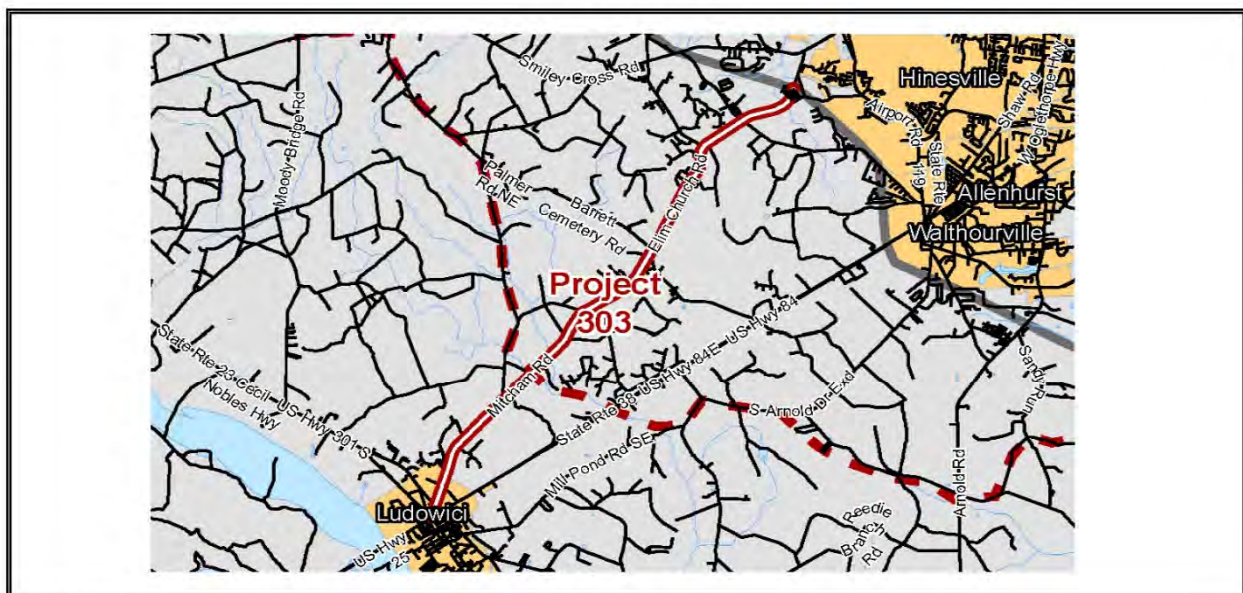 Smiley Cross Rd
Hinesville
Shaw Rd
W Oglethorpe Hwy
Moody Bridge Rd
Airport Rd
State Rte
119
Palmer
Rd NE
Barrett
Cemetery Rd
Elim Church Rd
Allenhurst
Walthourville
Project
303
State Rte 38 US Hwy 84E US Hwy 84
Sandy Run
State Rte 23 Cecil US Hwy 301 S
Nobles Hwy
Mitcham Rd
S Arnold Dr Exd
Mill Pond Rd SE
Arnold Rd
Ludowici
Reedie
Branch
Rd
US Hwy
25